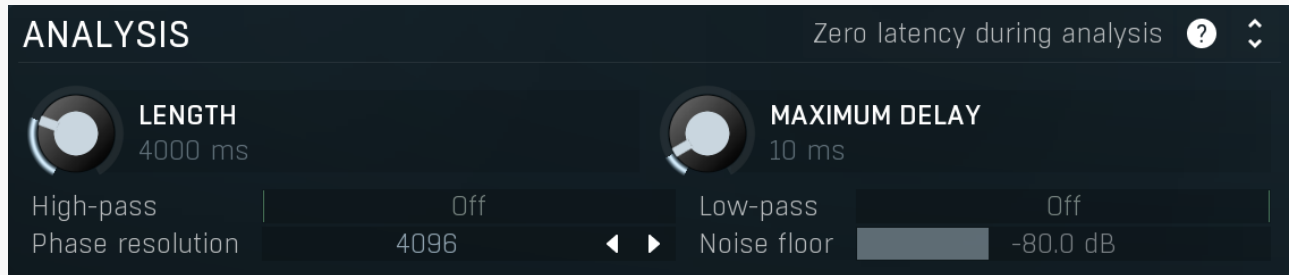 ANALYSIS Zero latency during analysis ?
LENGTH MAXIMUM DELAY
4000 ms 10 ms
High-pass Off Low-pass Off
Phase resolution 4096 Noise floor -80.0 dB